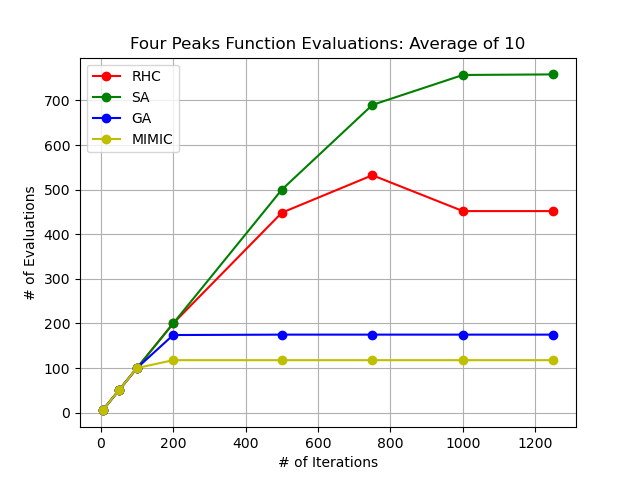 Four Peaks Function Evaluations: Average of 10
RHC
SA
GA
MIMIC
# of Evaluations
700
600
500
400
300
200
100
0
0 200 400 600 800 1000 1200
# of Iterations